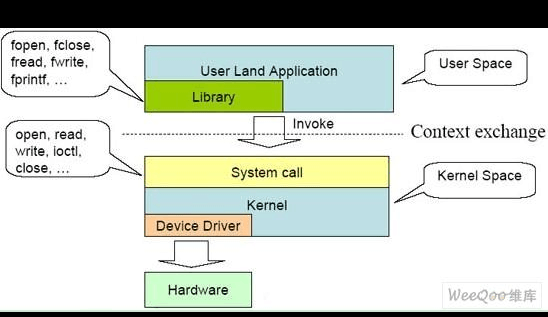 fopen, fclose,
fread, fwrite,
fprintf, ...
User Land Application
Library
User Space
Invoke
Context exchange
open, read,
write, ioctl,
close, ...
System call
Kernel
Device Driver
Kernel Space
Hardware
WeeQoo维库